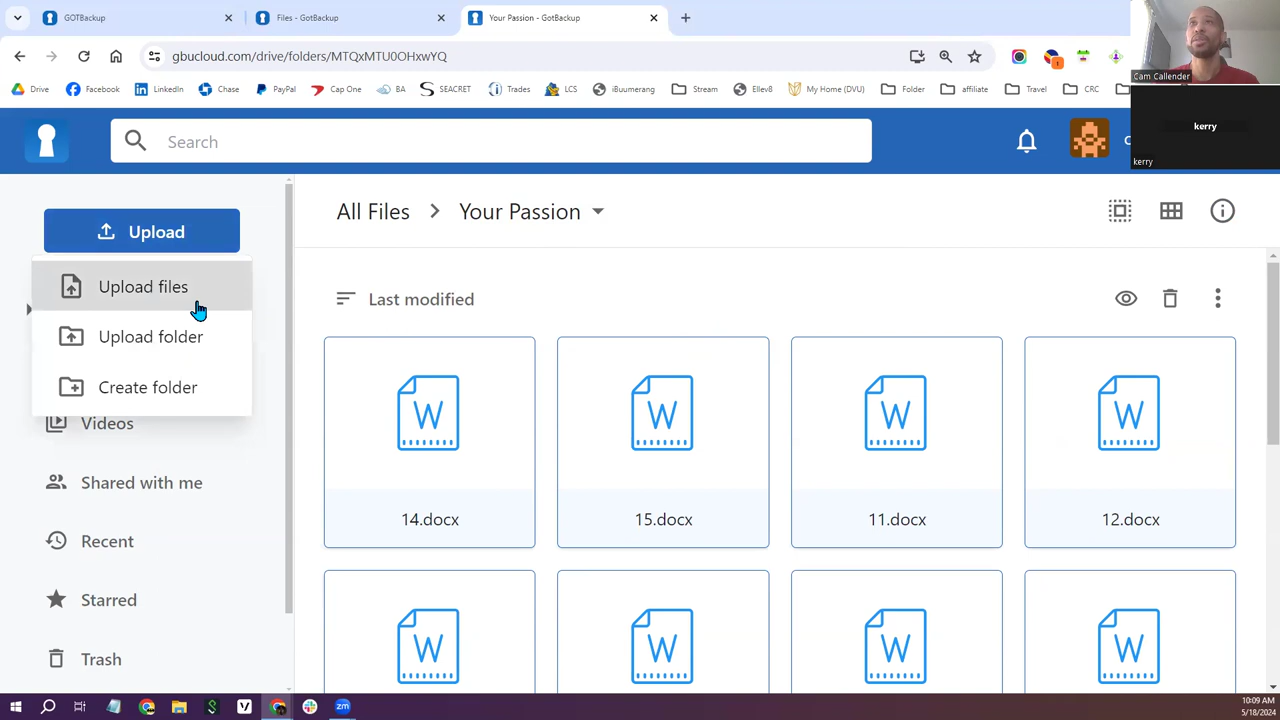 GOTBackup
Files - GotBackup
Your Passion - GotBackup
gbucloud.com/drive/folders/MTQxMTU0OHxwYQ
1
Drive
Facebook
LinkedIn
Chase
PayPal
Cap One
BA
SEACRET
Trades
LCS
iBuumerang
Stream
Ellev8
My Home (DVU)
Folder
affiliate
Travel
CRC
Cam Callender
kerry
kerry
Search
C
Upload
Upload files
Upload folder
Create folder
Videos
Shared with me
Recent
Starred
Trash
All Files
Your Passion
Last modified
W
W
W
W
14.docx
15.docx
11.docx
12.docx
W
W
W
W
10:09 AM
5/18/2024